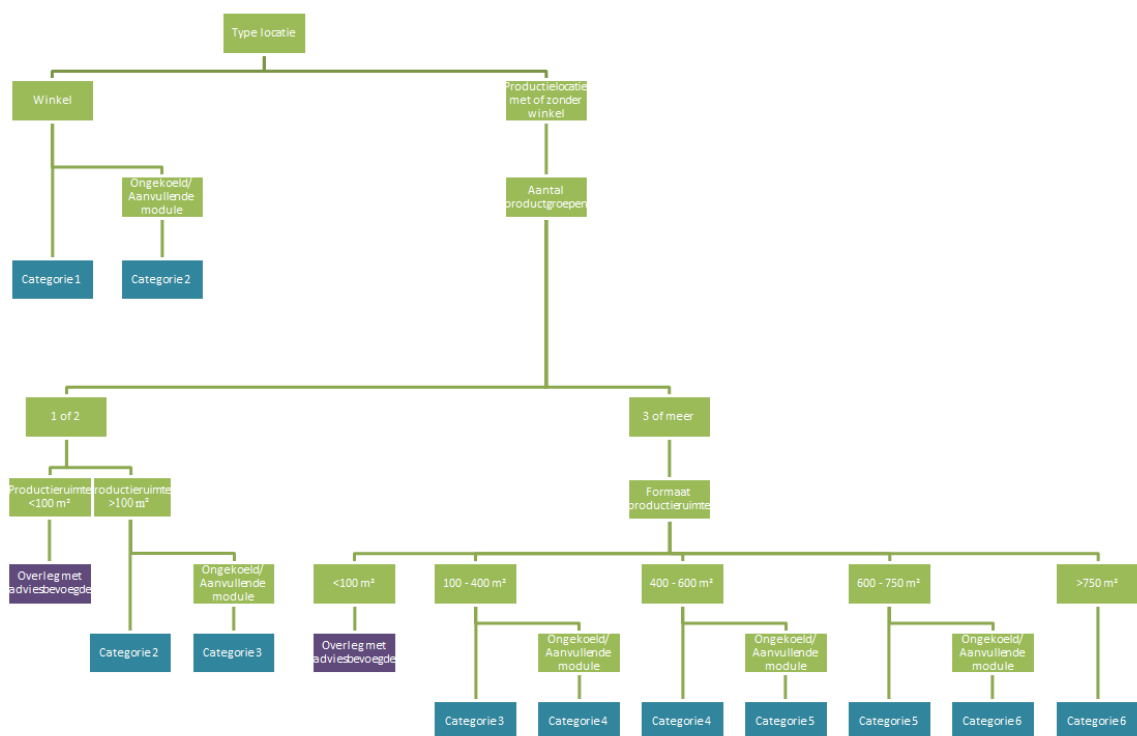 Type locatie
Winkel
Productielocatie
met of zonder
winkel
Ongekoeld/
Aanvullende
module
Aantal
productgroepen
Categorie 1
Categorie 2
1 of 2
3 of meer
Productieruimte
<100 m²
roductieruimte
>100 m²
Formaat
productieruimte
Overleg met
adviesbevoegde
Ongekoeld/
Aanvullende
module
<100 m²
100 - 400 m²
400 - 600 m²
600 - 750 m²
>750 m²
Categorie 2
Categorie 3
Overleg met
adviesbevoegde
Ongekoeld/
Aanvullende
module
Ongekoeld/
Aanvullende
module
Ongekoeld/
Aanvullende
module
Categorie 3
Categorie 4
Categorie 4
Categorie 5
Categorie 5
Categorie 6
Categorie 6